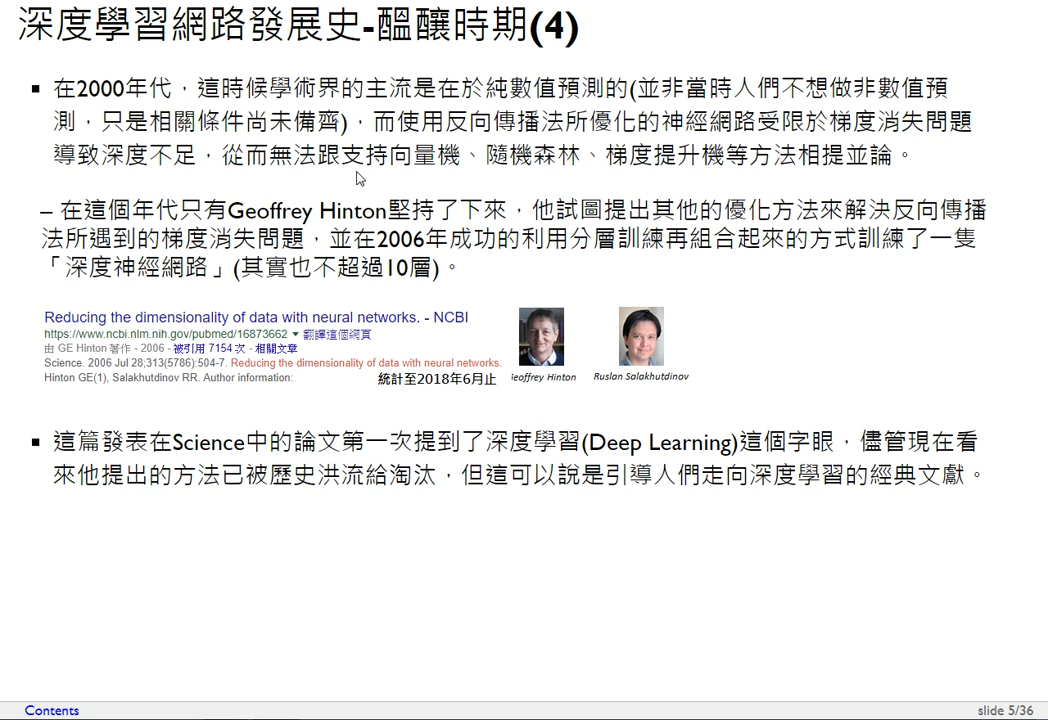 深度學習網路發展史-醞釀時期(4)
▪ 在2000年代，這時候學術界的主流是在於純數值預測的(並非當時人們不想做非數值預
測，只是相關條件尚未備齊)，而使用反向傳播法所優化的神經網路受限於梯度消失問題
導致深度不足，從而無法跟支持向量機、隨機森林、梯度提升機等方法相提並論。
– 在這個年代只有Geoffrey Hinton堅持了下來，他試圖提出其他的優化方法來解決反向傳播
法所遇到的梯度消失問題，並在2006年成功的利用分層訓練再組合起來的方式訓練了一隻
「深度神經網路」(其實也不超過10層)。
Reducing the dimensionality of data with neural networks. - NCBI
https://www.ncbi.nlm.nih.gov/pubmed/16873662 ▾ 翻譯這個網頁
由 GE Hinton 著作 - 2006 - 被引用 7154 次 - 相關文章
Science. 2006 Jul 28;313(5786):504-7. Reducing the dimensionality of data with neural networks.
Hinton GE(1), Salakhutdinov RR. Author information:
統計至2018年6月止
eoffrey Hinton
Ruslan Salakhutdinov
▪ 這篇發表在Science中的論文第一次提到了深度學習(Deep Learning)這個字眼，儘管現在看
來他提出的方法已被歷史洪流給淘汰，但這可以說是引導人們走向深度學習的經典文獻。
Contents
slide 5/36